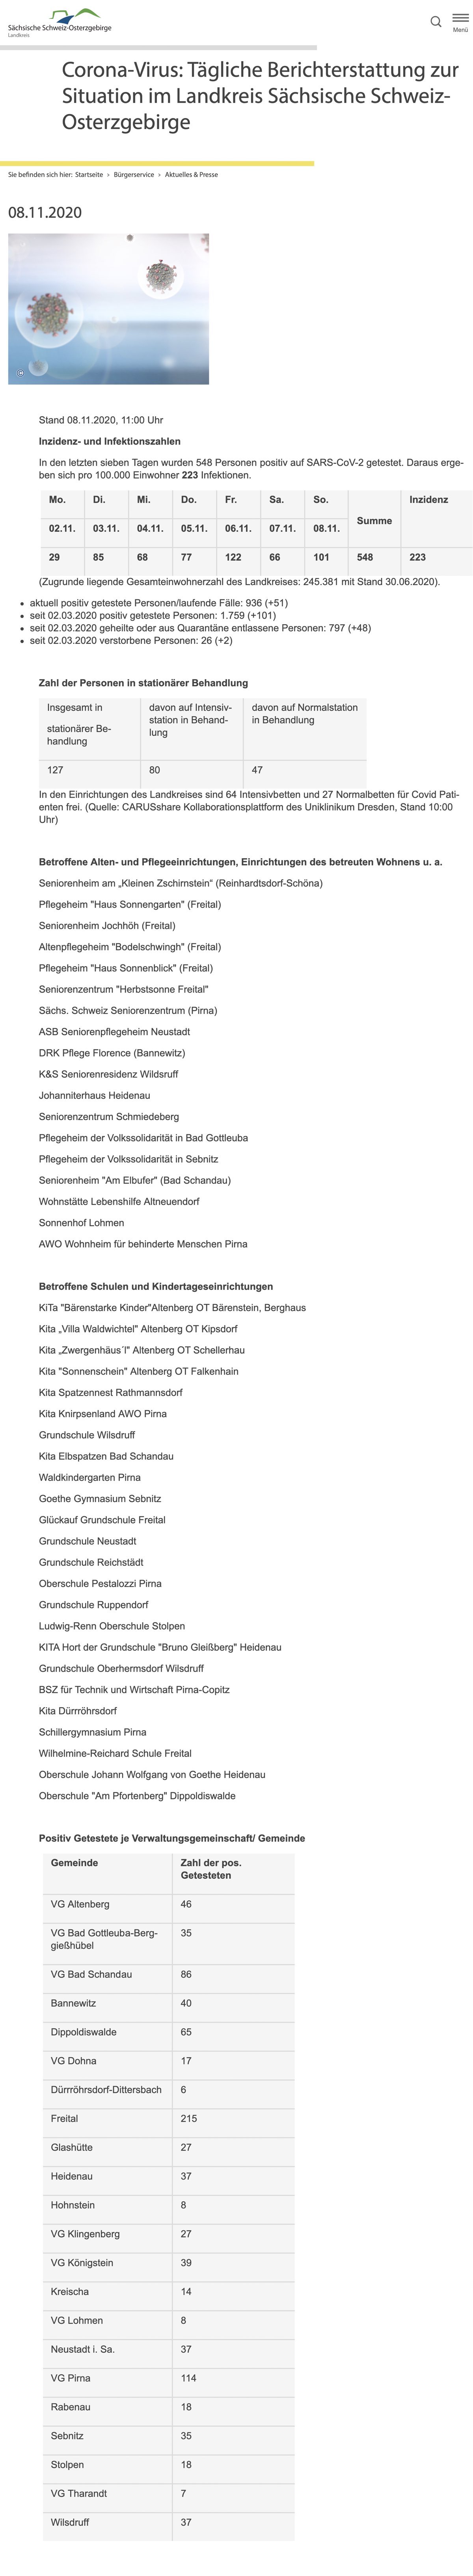 Sächsische Schweiz-Osterzgebirge
Landkreis
Menü
Corona-Virus: Tägliche Berichterstattung zur
Situation im Landkreis Sächsische Schweiz-
Osterzgebirge
Sie befinden sich hier: Startseite › Bürgerservice › Aktuelles & Presse
08.11.2020
©
Stand 08.11.2020, 11:00 Uhr
Inzidenz- und Infektionszahlen
In den letzten sieben Tagen wurden 548 Personen positiv auf SARS-CoV-2 getestet. Daraus erge-
ben sich pro 100.000 Einwohner 223 Infektionen.
Mo. Di. Mi. Do. Fr. Sa. So. Summe Inzidenz
02.11. 03.11. 04.11. 05.11. 06.11. 07.11. 08.11.
29 85 68 77 122 66 101 548 223
(Zugrunde liegende Gesamteinwohnerzahl des Landkreises: 245.381 mit Stand 30.06.2020).
• aktuell positiv getestete Personen/laufende Fälle: 936 (+51)
• seit 02.03.2020 positiv getestete Personen: 1.759 (+101)
• seit 02.03.2020 geheilte oder aus Quarantäne entlassene Personen: 797 (+48)
• seit 02.03.2020 verstorbene Personen: 26 (+2)
Zahl der Personen in stationärer Behandlung
Insgesamt in
stationärer Be-
handlung
davon auf Intensiv-
station in Behand-
lung
davon auf Normalstation
in Behandlung
127 80 47
In den Einrichtungen des Landkreises sind 64 Intensivbetten und 27 Normalbetten für Covid Pati-
enten frei. (Quelle: CARUSshare Kollaborationsplattform des Uniklinikum Dresden, Stand 10:00
Uhr)
Betroffene Alten- und Pflegeeinrichtungen, Einrichtungen des betreuten Wohnens u. a.
Seniorenheim am „Kleinen Zschirnstein“ (Reinhardtsdorf-Schöna)
Pflegeheim "Haus Sonnengarten" (Freital)
Seniorenheim Jochhöh (Freital)
Altenpflegeheim "Bodelschwingh" (Freital)
Pflegeheim "Haus Sonnenblick" (Freital)
Seniorenzentrum "Herbstsonne Freital"
Sächs. Schweiz Seniorenzentrum (Pirna)
ASB Seniorenpflegeheim Neustadt
DRK Pflege Florence (Bannewitz)
K&S Seniorenresidenz Wildsruff
Johanniterhaus Heidenau
Seniorenzentrum Schmiedeberg
Pflegeheim der Volkssolidarität in Bad Gottleuba
Pflegeheim der Volkssolidarität in Sebnitz
Seniorenheim "Am Elbufer" (Bad Schandau)
Wohnstätte Lebenshilfe Altneuendorf
Sonnenhof Lohmen
AWO Wohnheim für behinderte Menschen Pirna
Betroffene Schulen und Kindertageseinrichtungen
KiTa "Bärenstarke Kinder"Altenberg OT Bärenstein, Berghaus
Kita „Villa Waldwichtel" Altenberg OT Kipsdorf
Kita „Zwergenhäus´l" Altenberg OT Schellerhau
Kita "Sonnenschein" Altenberg OT Falkenhain
Kita Spatzennest Rathmannsdorf
Kita Knirpsenland AWO Pirna
Grundschule Wilsdruff
Kita Elbspatzen Bad Schandau
Waldkindergarten Pirna
Goethe Gymnasium Sebnitz
Glückauf Grundschule Freital
Grundschule Neustadt
Grundschule Reichstädt
Oberschule Pestalozzi Pirna
Grundschule Ruppendorf
Ludwig-Renn Oberschule Stolpen
KITA Hort der Grundschule "Bruno Gleißberg" Heidenau
Grundschule Oberhermsdorf Wilsdruff
BSZ für Technik und Wirtschaft Pirna-Copitz
Kita Dürrröhrsdorf
Schillergymnasium Pirna
Wilhelmine-Reichard Schule Freital
Oberschule Johann Wolfgang von Goethe Heidenau
Oberschule "Am Pfortenberg" Dippoldiswalde
Positiv Getestete je Verwaltungsgemeinschaft/ Gemeinde
Gemeinde Zahl der pos.
Getesteten
VG Altenberg 46
VG Bad Gottleuba-Berg- 35
gießhübel
VG Bad Schandau 86
Bannewitz 40
Dippoldiswalde 65
VG Dohna 17
Dürrröhrsdorf-Dittersbach 6
Freital 215
Glashütte 27
Heidenau 37
Hohnstein 8
VG Klingenberg 27
VG Königstein 39
Kreischa 14
VG Lohmen 8
Neustadt i. Sa. 37
VG Pirna 114
Rabenau 18
Sebnitz 35
Stolpen 18
VG Tharandt 7
Wilsdruff 37